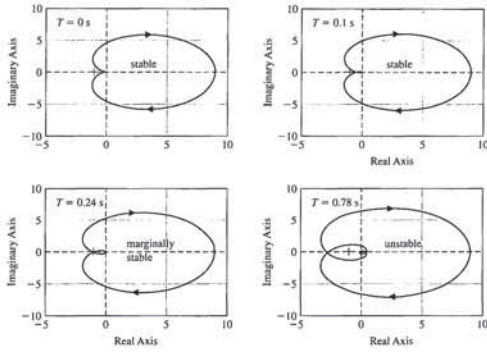 T = 0 s
stable
Imaginary Axis
10
5
0
−5
−10
−5
0
5
10
T = 0.1 s
stable
Imaginary Axis
10
5
0
−5
−10
−5
0
5
10
Real Axis
T = 0.24 s
marginally
stable
Imaginary Axis
10
5
0
−5
−10
−5
0
5
10
Real Axis
T = 0.78 s
unstable
Imaginary Axis
10
5
0
−5
−10
−5
0
5
10
Real Axis